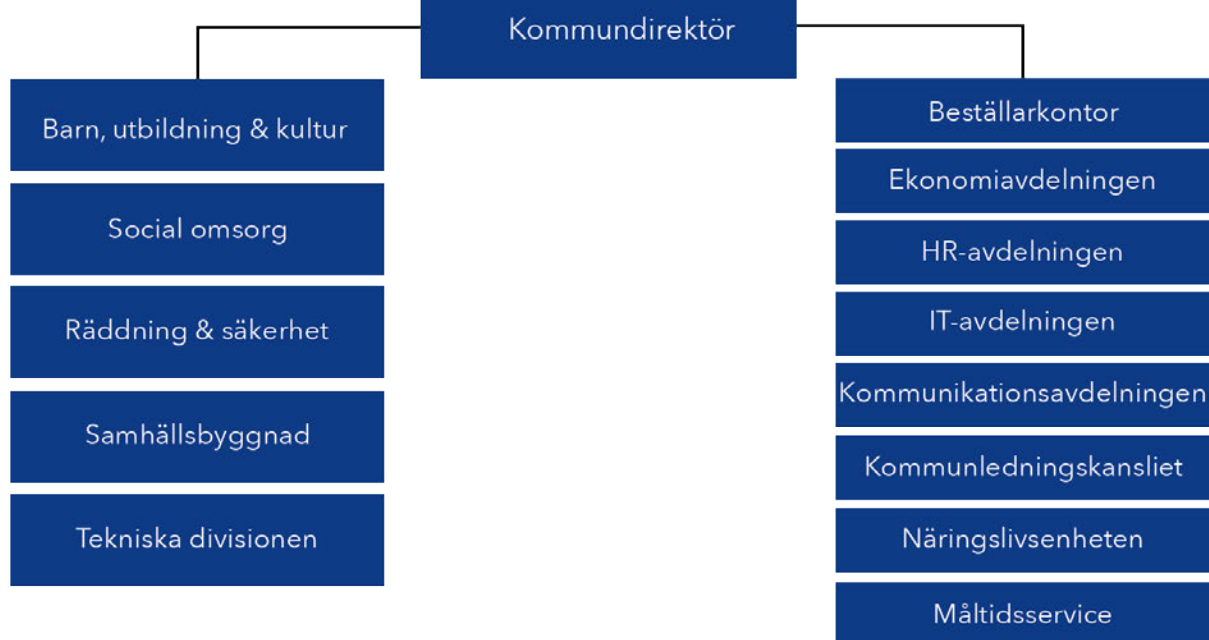 Kommundirektör
Barn, utbildning & kultur
Social omsorg
Räddning & säkerhet
Samhällsbyggnad
Tekniska divisionen
Beställarkontor
Ekonomiavdelningen
HR-avdelningen
IT-avdelningen
Kommunikationsavdelningen
Kommunledningskansliet
Näringslivsenheten
Måltidsservice